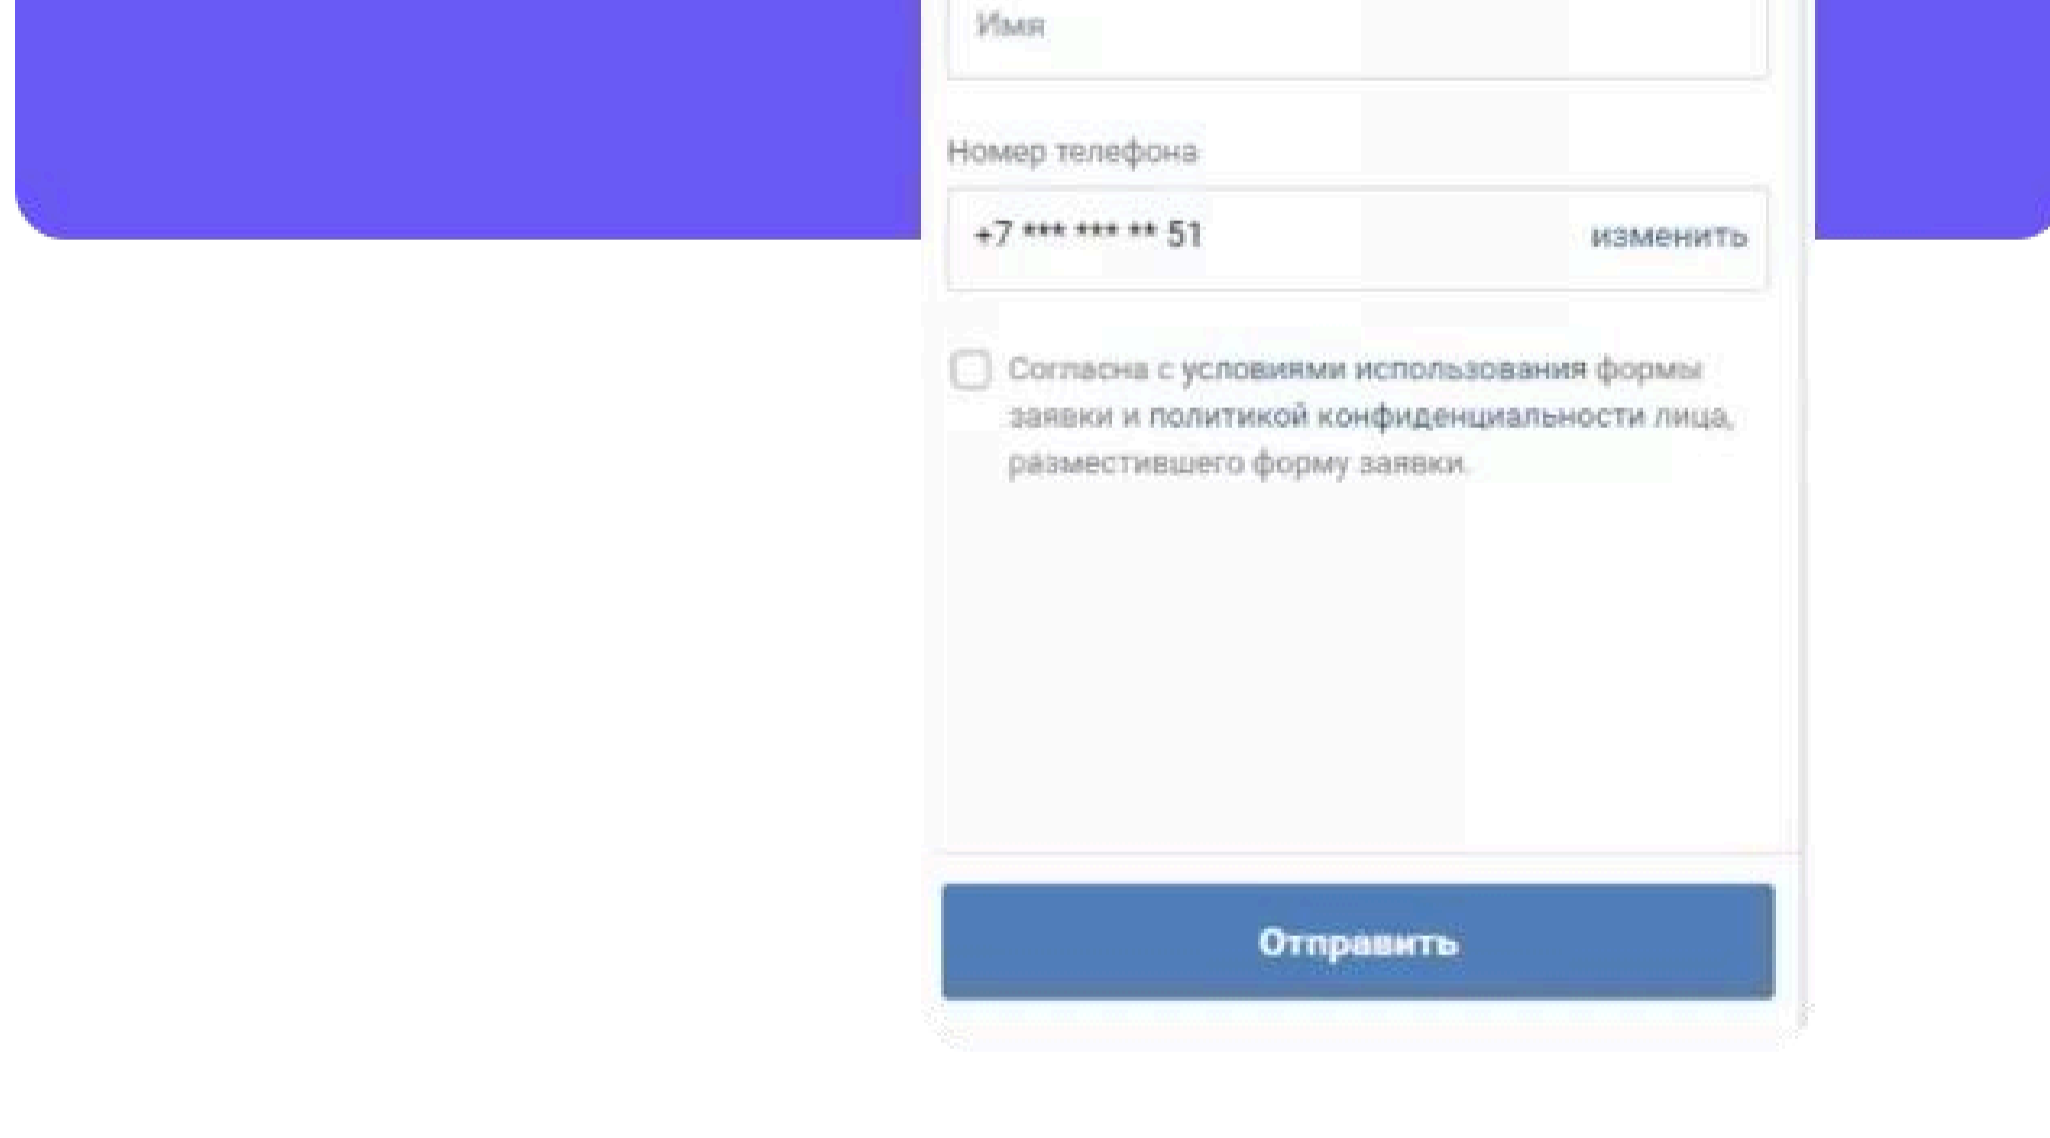 Имя
Номер телефона
+7 *** *** ** 51 изменить
Согласна с условиями использования формы
заявки и политикой конфиденциальности лица,
разместившего форму заявки.
Отправить